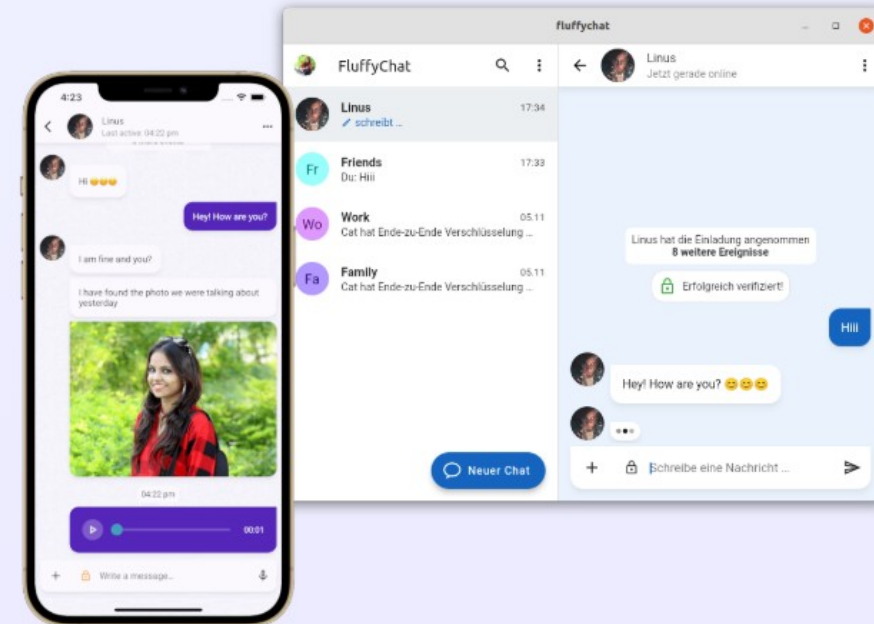 4:23
Linus
Last active: 04:22 pm
Hi 😄😄😄
Hey! How are you?
I am fine and you?
I have found the photo we were talking about
yesterday
04:22 pm
00:01
Write a message...
fluffychat
FluffyChat
Linus
17:34
schreibt ...
Fr
Friends
17:33
Du: Hiii
Wo
Work
05.11
Cat hat Ende-zu-Ende Verschlüsselung ...
Fa
Family
05.11
Cat hat Ende-zu-Ende Verschlüsselung ...
Neuer Chat
Linus
Jetzt gerade online
Linus hat die Einladung angenommen
8 weitere Ereignisse
Erfolgreich verifiziert!
Hiii
Hey! How are you? 😊😊😊
Schreibe eine Nachricht ...